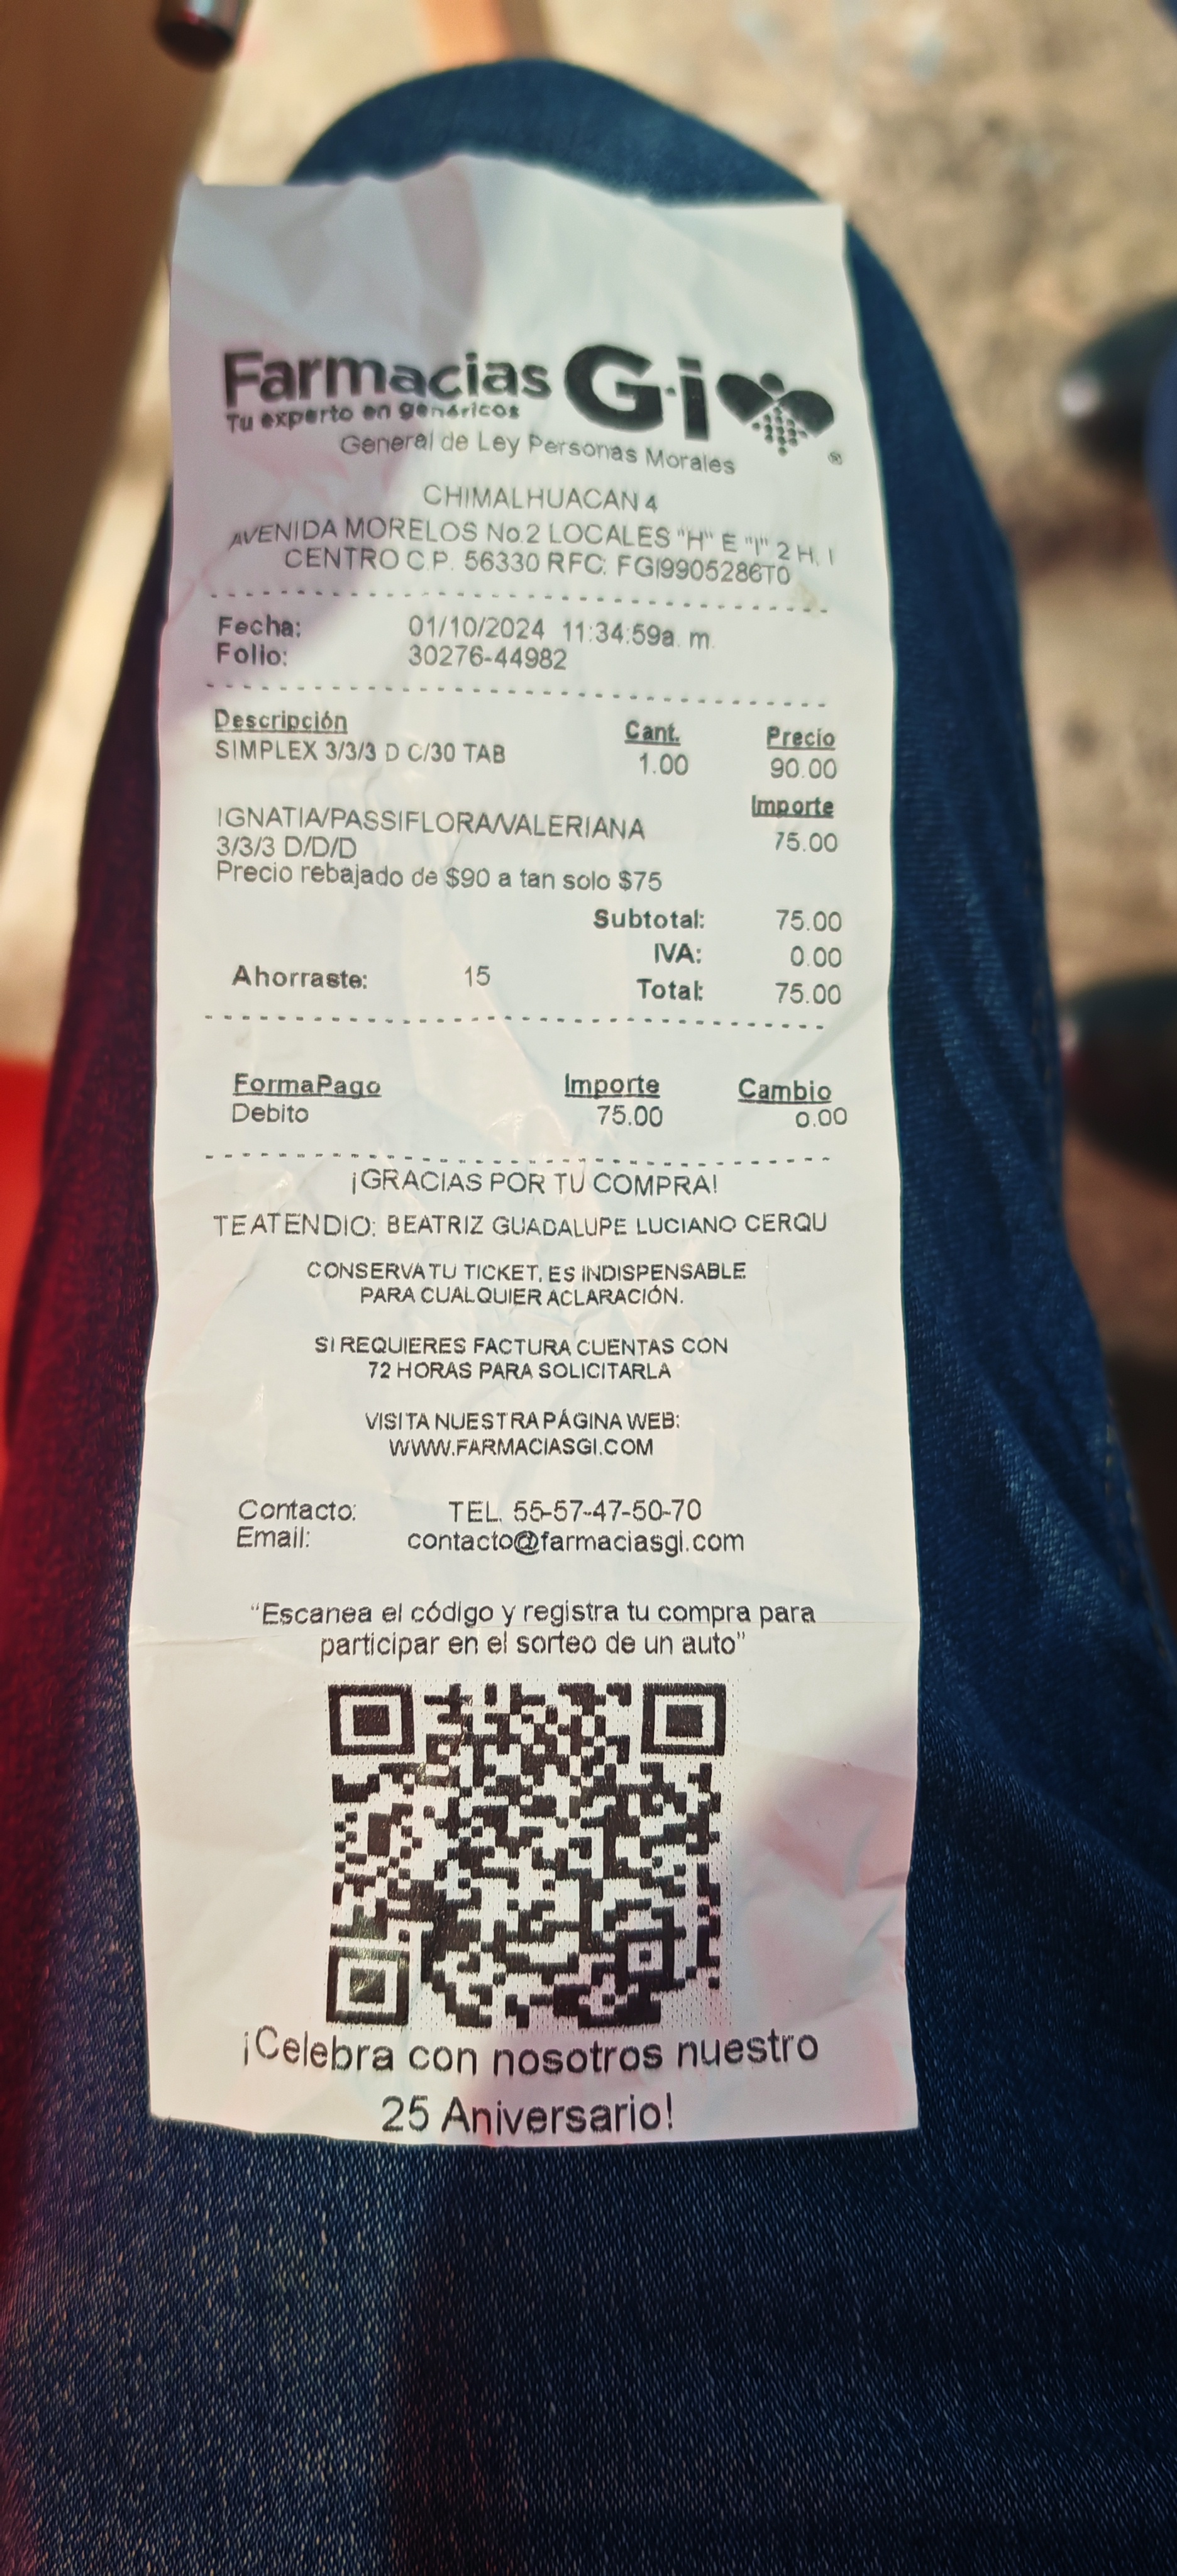 Farmacias Gi
Tu experto en genéricos
®
General de Ley Personas Morales
CHIMALHUACAN 4
AVENIDA MORELOS No.2 LOCALES "H" E "I" 2 H, I
CENTRO C.P. 56330 RFC: FGI9905286T0
Fecha: 01/10/2024 11:34:59a. m.
Folio: 30276-44982
Descripción Cant. Precio
SIMPLEX 3/3/3 D C/30 TAB 1.00 90.00
Importe
IGNATIA/PASSIFLORA/VALERIANA 75.00
3/3/3 D/D/D
Precio rebajado de $90 a tan solo $75
Subtotal: 75.00
IVA: 0.00
Ahorraste: 15 Total: 75.00
FormaPago Importe Cambio
Debito 75.00 0.00
¡GRACIAS POR TU COMPRA!
TE ATENDIO: BEATRIZ GUADALUPE LUCIANO CERQU
CONSERVA TU TICKET, ES INDISPENSABLE
PARA CUALQUIER ACLARACIÓN.
SI REQUIERES FACTURA CUENTAS CON
72 HORAS PARA SOLICITARLA
VISITA NUESTRA PÁGINA WEB:
WWW.FARMACIASGI.COM
Contacto: TEL. 55-57-47-50-70
Email: contacto@farmaciasgi.com
"Escanea el código y registra tu compra para
participar en el sorteo de un auto"
¡Celebra con nosotros nuestro
25 Aniversario!